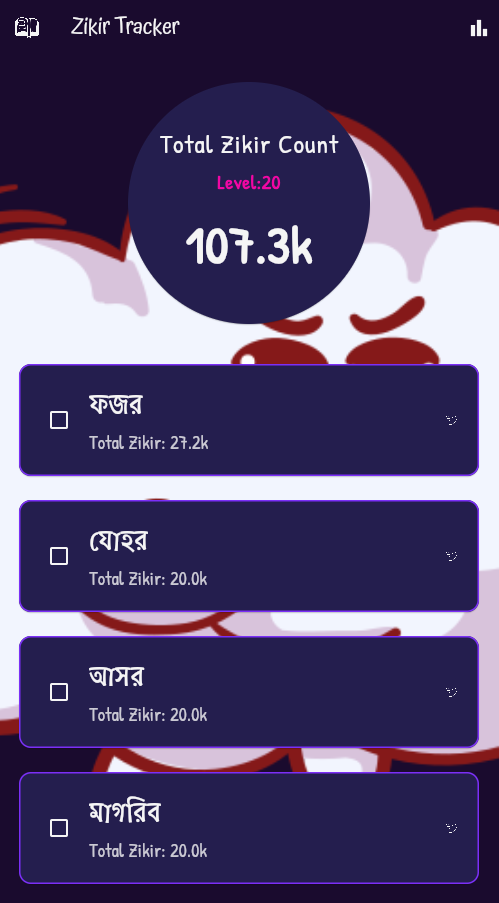 Zikir Tracker
Total Zikir Count
Level:20
107.3k
ফজর
Total Zikir: 27.2k
যোহর
Total Zikir: 20.0k
আসর
Total Zikir: 20.0k
মাগরিব
Total Zikir: 20.0k